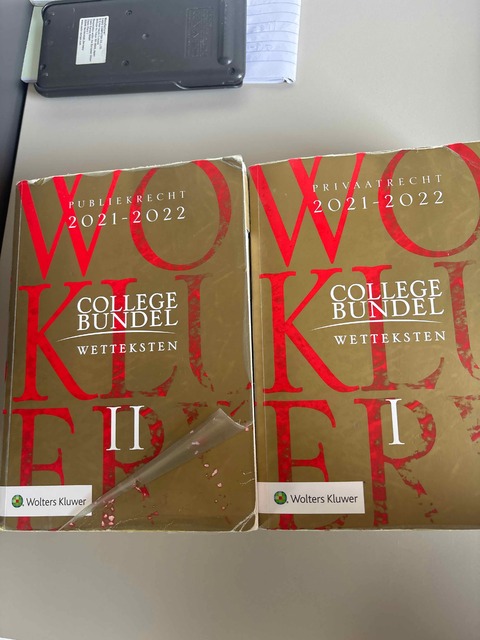 PUBLIEKRECHT
2021-2022
WO
KLU
ER
COLLEGE
BUNDEL
WETTEKSTEN
II
Wolters Kluwer
PRIVAATRECHT
2021-2022
WO
KLU
ER
COLLEGE
BUNDEL
WETTEKSTEN
I
Wolters Kluwer